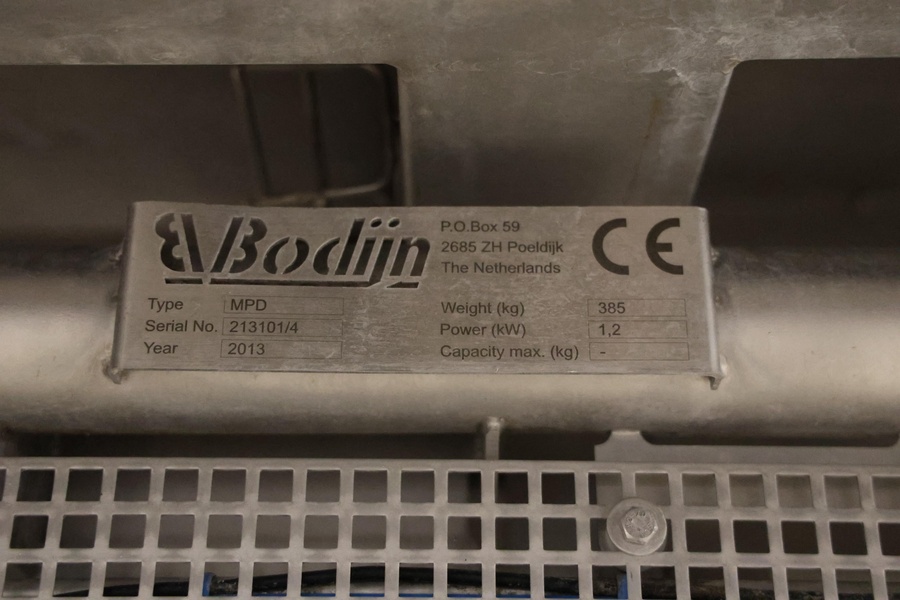 B Bodijn
P.O.Box 59
2685 ZH Poeldijk
The Netherlands
CE
Type MPD
Serial No. 213101/4
Year 2013
Weight (kg) 385
Power (kW) 1,2
Capacity max. (kg) -